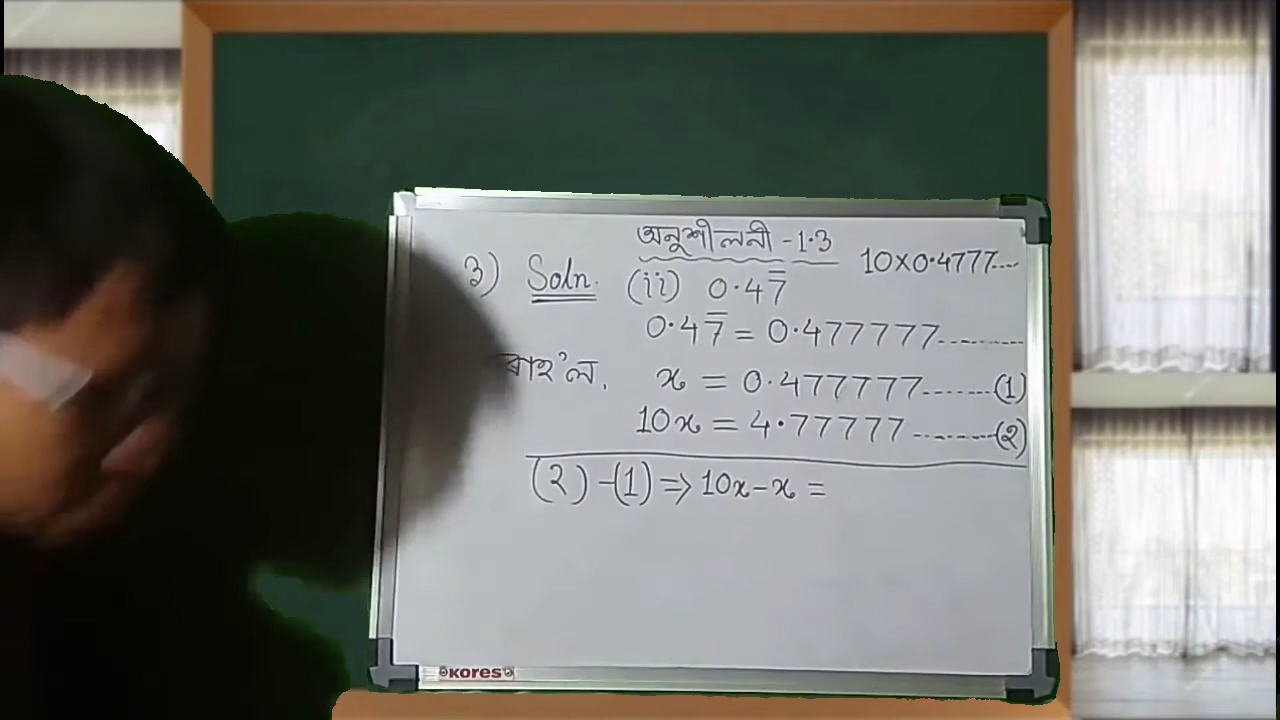 অনুশীলনী - 1.3
10×0.4777....
3) Soln. (ii) 0.47̅
0.47̅ = 0.477777..........
x = 0.477777.......(1)
10x = 4.77777.........(2)
(2) - (1) ⇒ 10x - x =
KORES